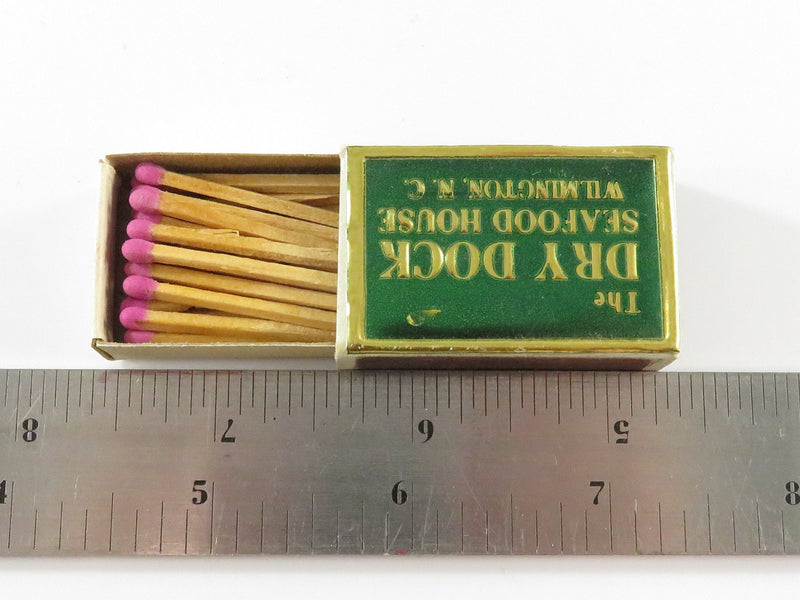 The
DRY DOCK
SEAFOOD HOUSE
WILMINGTON, N. C.
8 7 6 5
4 5 6 7 8